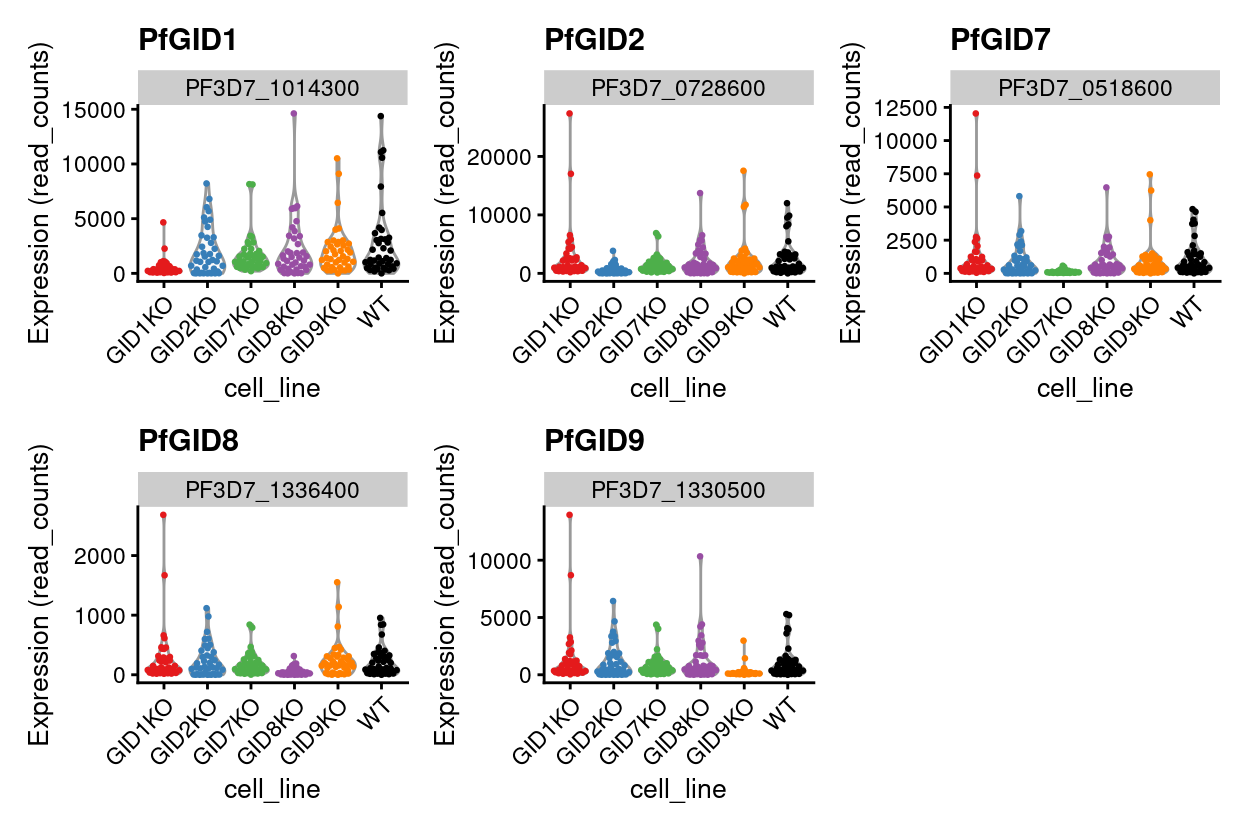 PfGID1
PF3D7_1014300
Expression (read_counts)
15000
10000
5000
0
GID1KO
GID2KO
GID7KO
GID8KO
GID9KO
WT
cell_line
PfGID2
PF3D7_0728600
Expression (read_counts)
20000
10000
0
GID1KO
GID2KO
GID7KO
GID8KO
GID9KO
WT
cell_line
PfGID7
PF3D7_0518600
Expression (read_counts)
12500
10000
7500
5000
2500
0
GID1KO
GID2KO
GID7KO
GID8KO
GID9KO
WT
cell_line
PfGID8
PF3D7_1336400
Expression (read_counts)
2000
1000
0
GID1KO
GID2KO
GID7KO
GID8KO
GID9KO
WT
cell_line
PfGID9
PF3D7_1330500
Expression (read_counts)
10000
5000
0
GID1KO
GID2KO
GID7KO
GID8KO
GID9KO
WT
cell_line